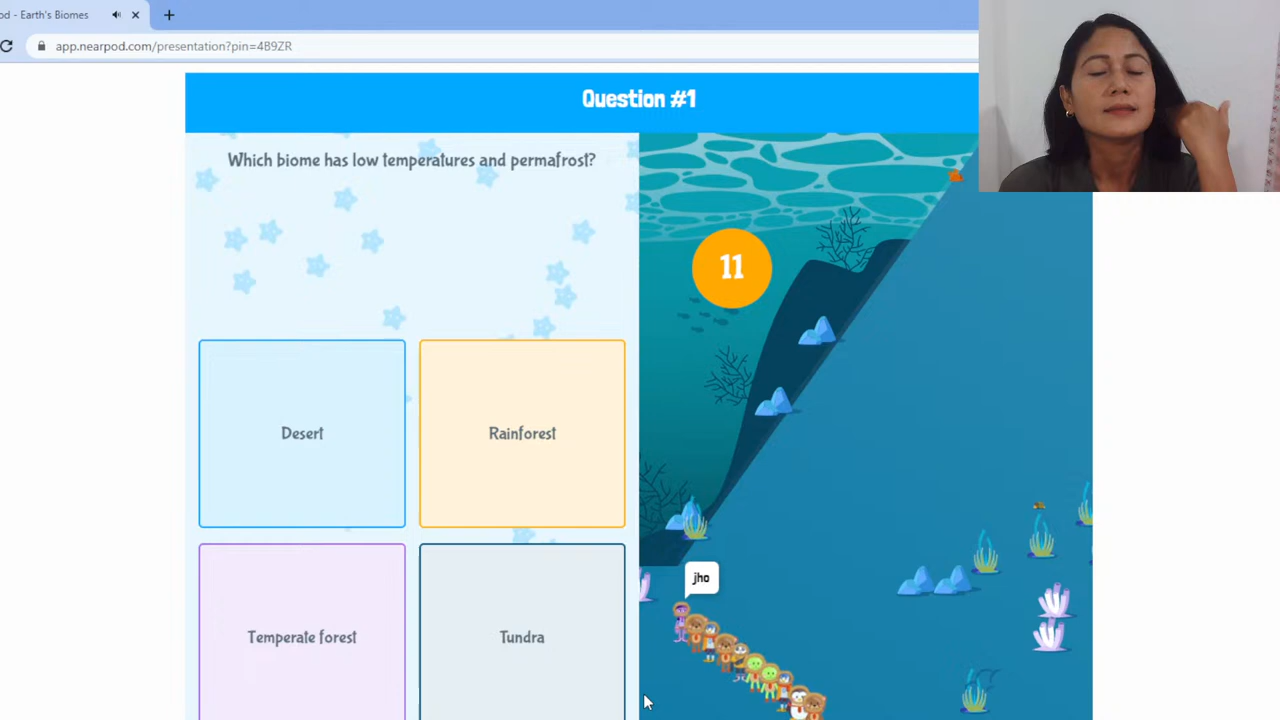 od - Earth's Biomes
app.nearpod.com/presentation?pin=4B9ZR
Question #1
Which biome has low temperatures and permafrost?
11
Desert
Rainforest
jho
Temperate forest
Tundra